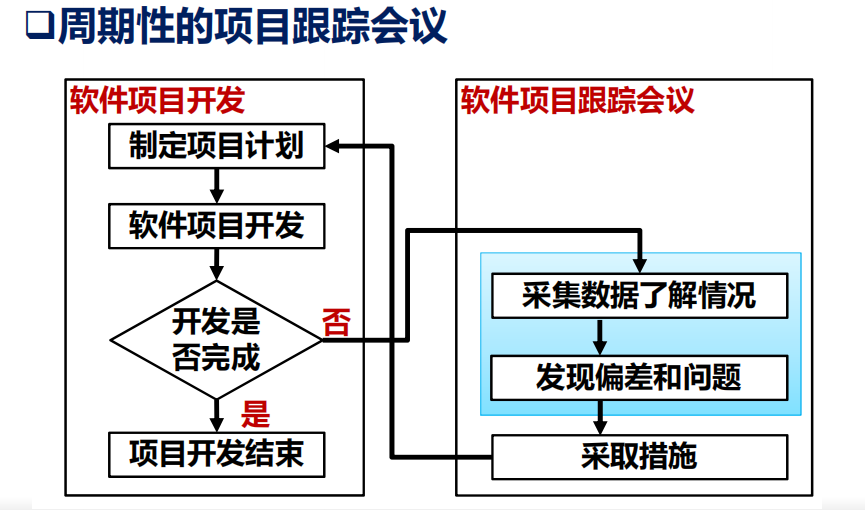 ❑周期性的项目跟踪会议
软件项目开发
制定项目计划
软件项目开发
开发是
否完成
否
是
项目开发结束
软件项目跟踪会议
采集数据了解情况
发现偏差和问题
采取措施